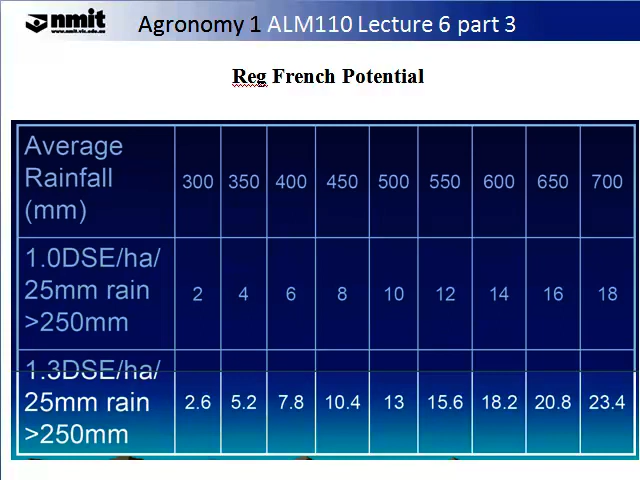 nmit
www.nmit.vic.edu.au
Agronomy 1 ALM110 Lecture 6 part 3
Reg French Potential
Average
Rainfall
(mm)
300 350 400 450 500 550 600 650 700
1.0DSE/ha/
25mm rain
>250mm
2 4 6 8 10 12 14 16 18
1.3DSE/ha/
25mm rain
>250mm
2.6 5.2 7.8 10.4 13 15.6 18.2 20.8 23.4